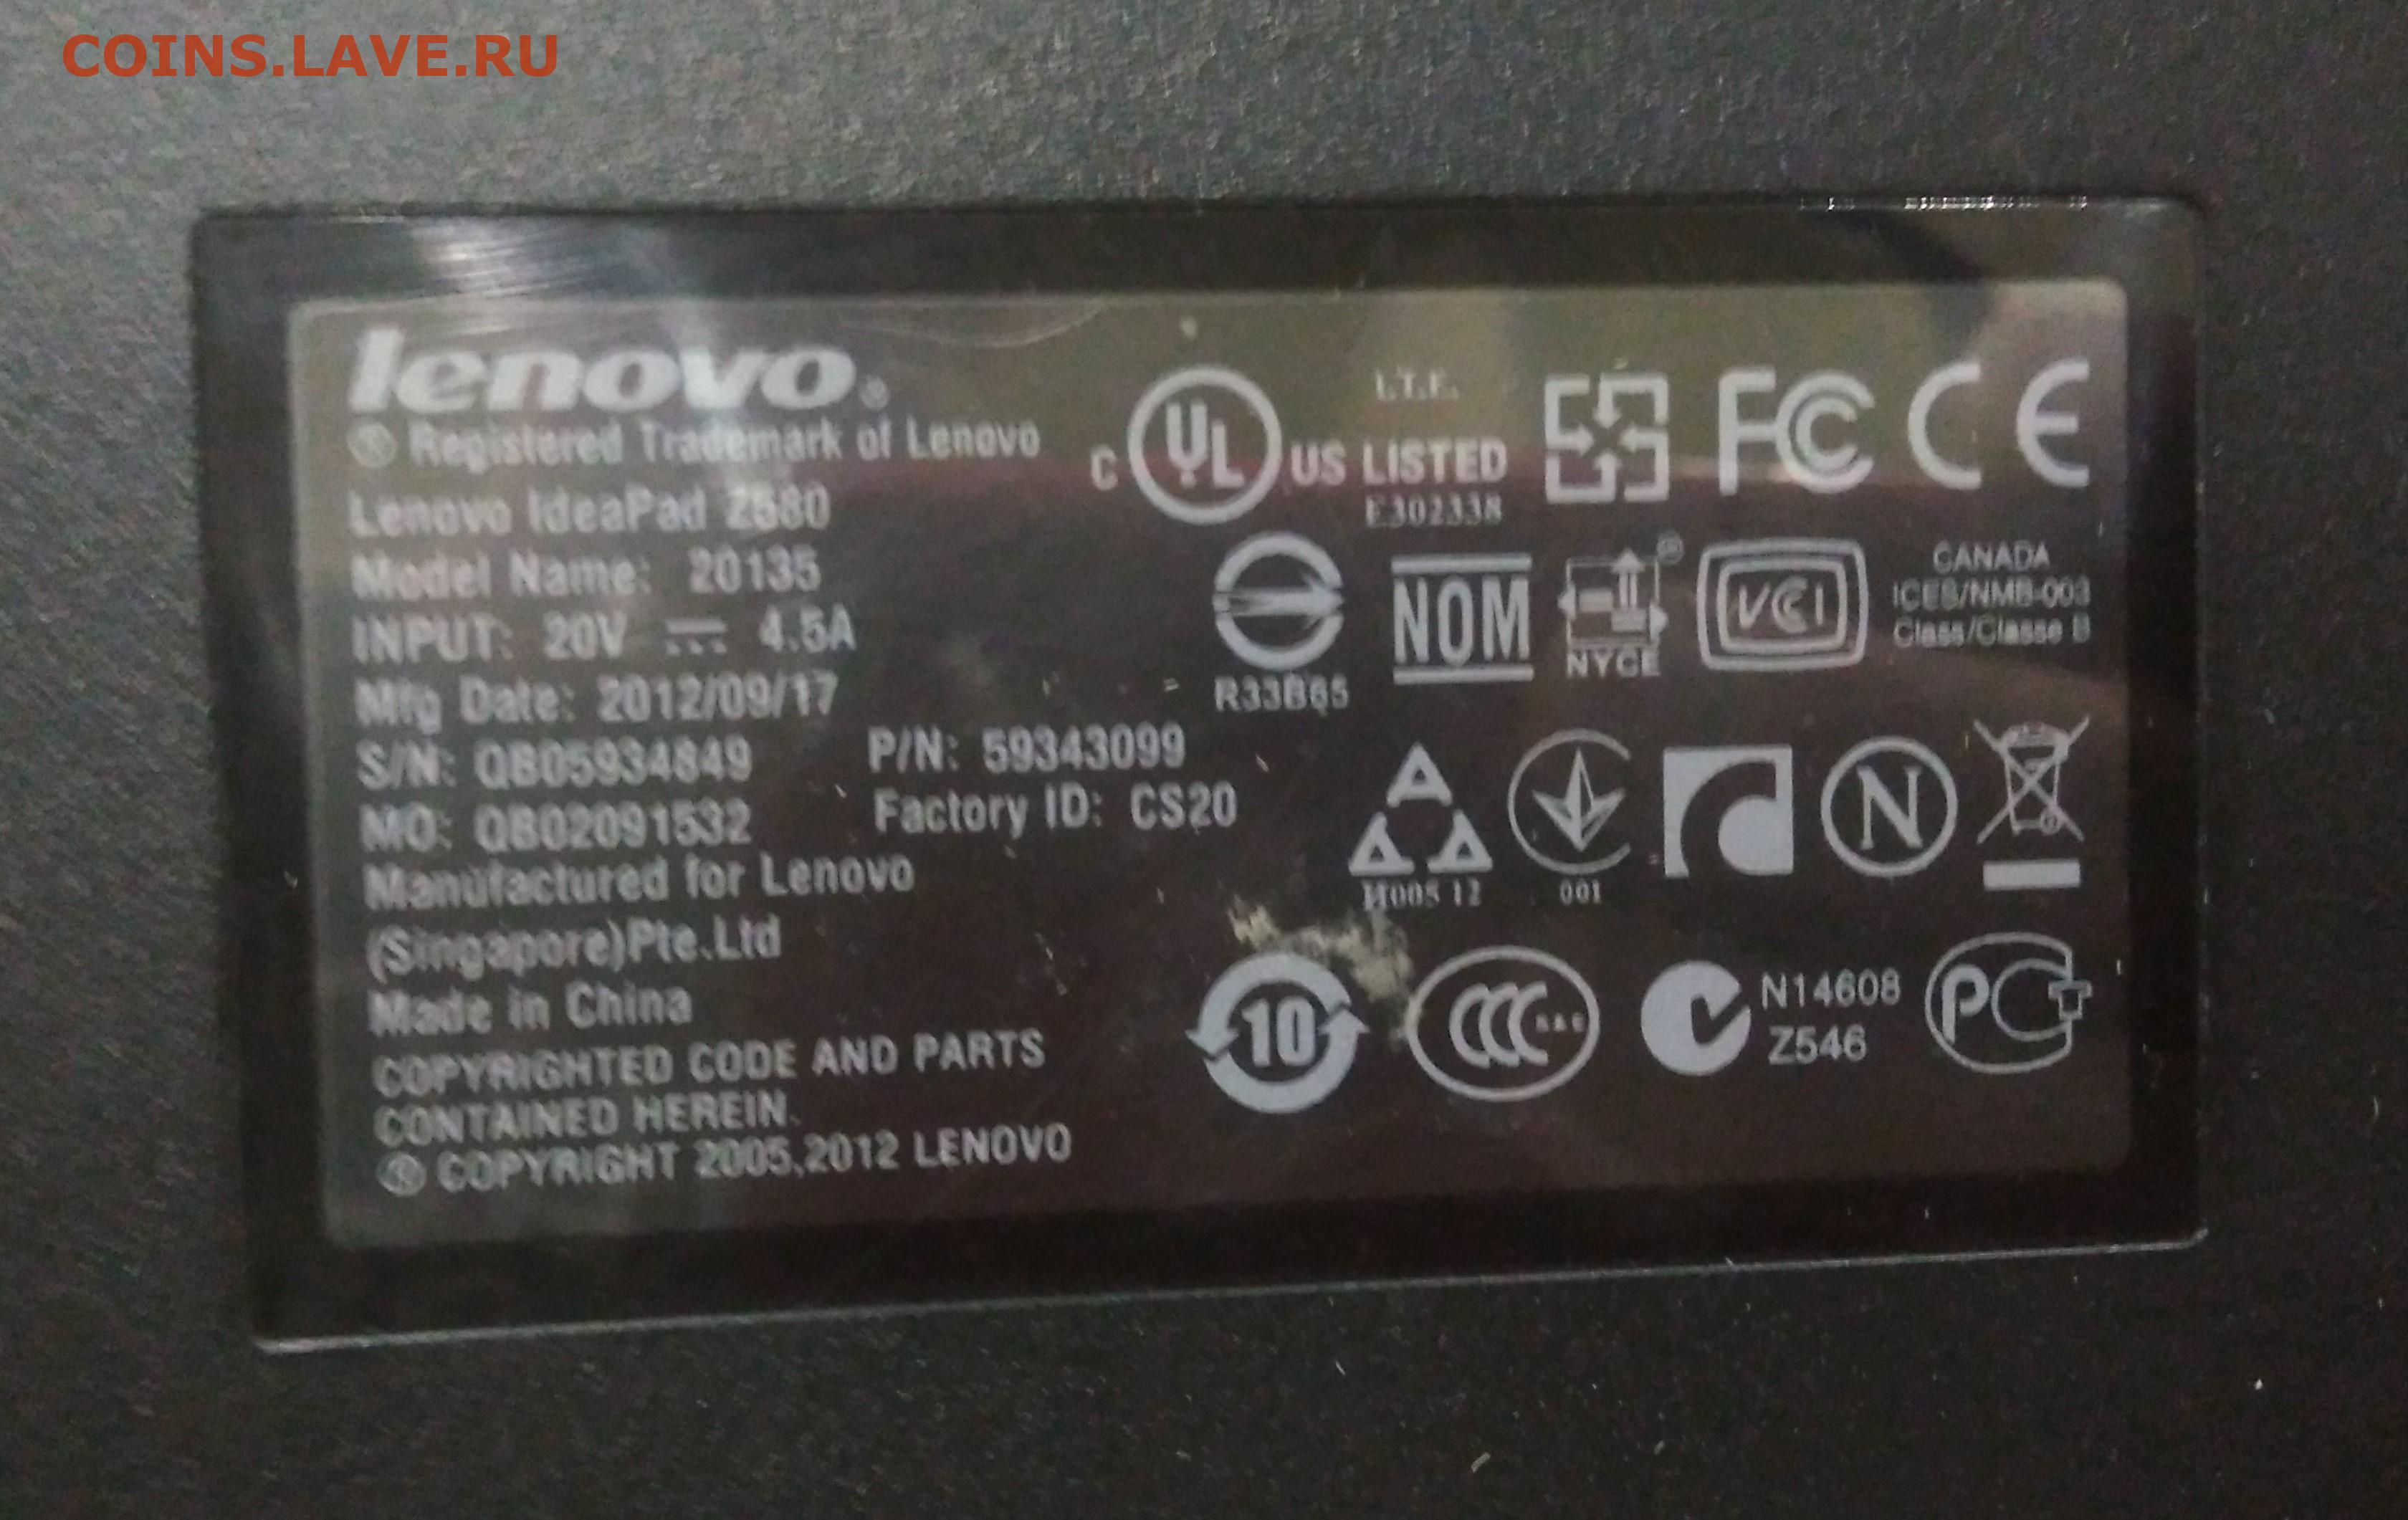 COINS.LAVE.RU
lenovo®
® Registered Trademark of Lenovo
Lenovo IdeaPad Z580
Model Name: 20135
INPUT: 20V ⎓ 4.5A
Mfg Date: 2012/09/17
S/N: QB05934849 P/N: 59343099
MO: QB02091532 Factory ID: CS20
Manufactured for Lenovo
(Singapore)Pte.Ltd
Made in China
COPYRIGHTED CODE AND PARTS
CONTAINED HEREIN.
® COPYRIGHT 2005,2012 LENOVO
I.T.E.
C UL US LISTED
E302338
FC CE
R33B65
NOM
NYCE
VCI
CANADA
ICES/NMB-003
Class/Classe B
H005 12
001
N
10
CCC
N14608
Z546
PC